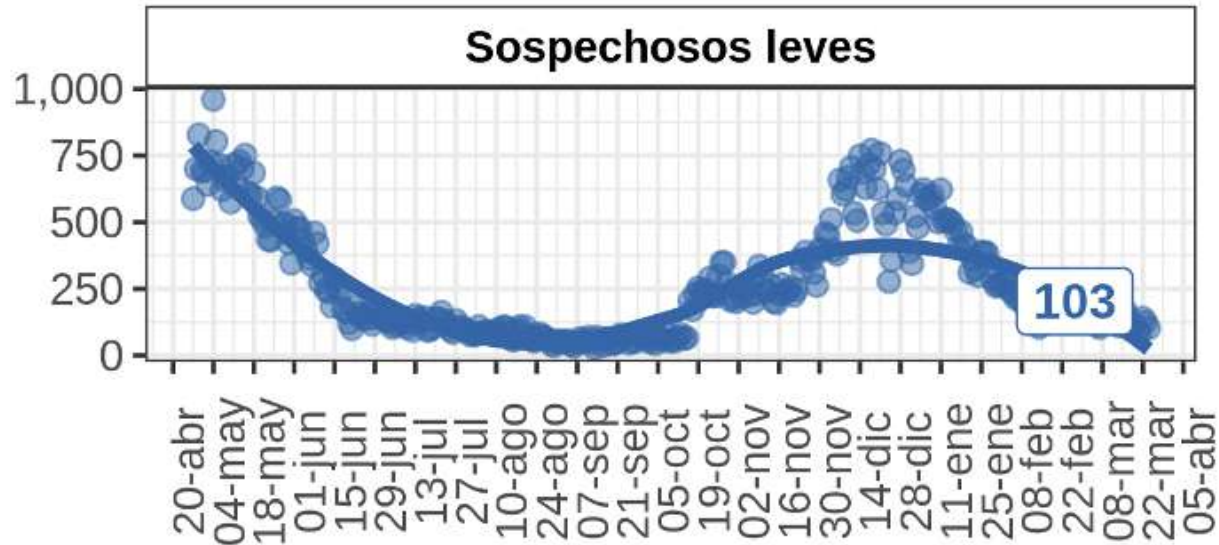 Sospechosos leves
1,000
750
500
250
0
103
20-abr
04-may
18-may
01-jun
15-jun
29-jun
13-jul
27-jul
10-ago
24-ago
07-sep
21-sep
05-oct
19-oct
02-nov
16-nov
30-nov
14-dic
28-dic
11-ene
25-ene
08-feb
22-feb
08-mar
22-mar
05-abr